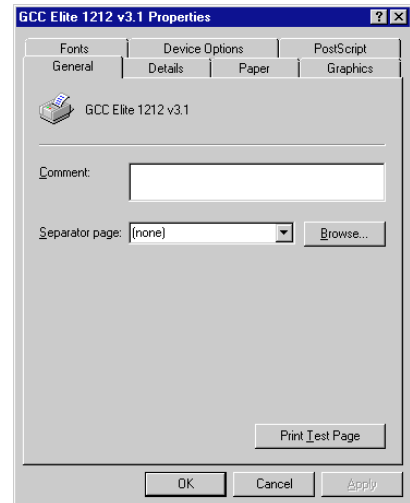 GCC Elite 1212 v3.1 Properties
Fonts Device Options PostScript
General Details Paper Graphics
GCC Elite 1212 v3.1
Comment:
Separator page: (none) Browse...
Print Test Page
OK Cancel Apply